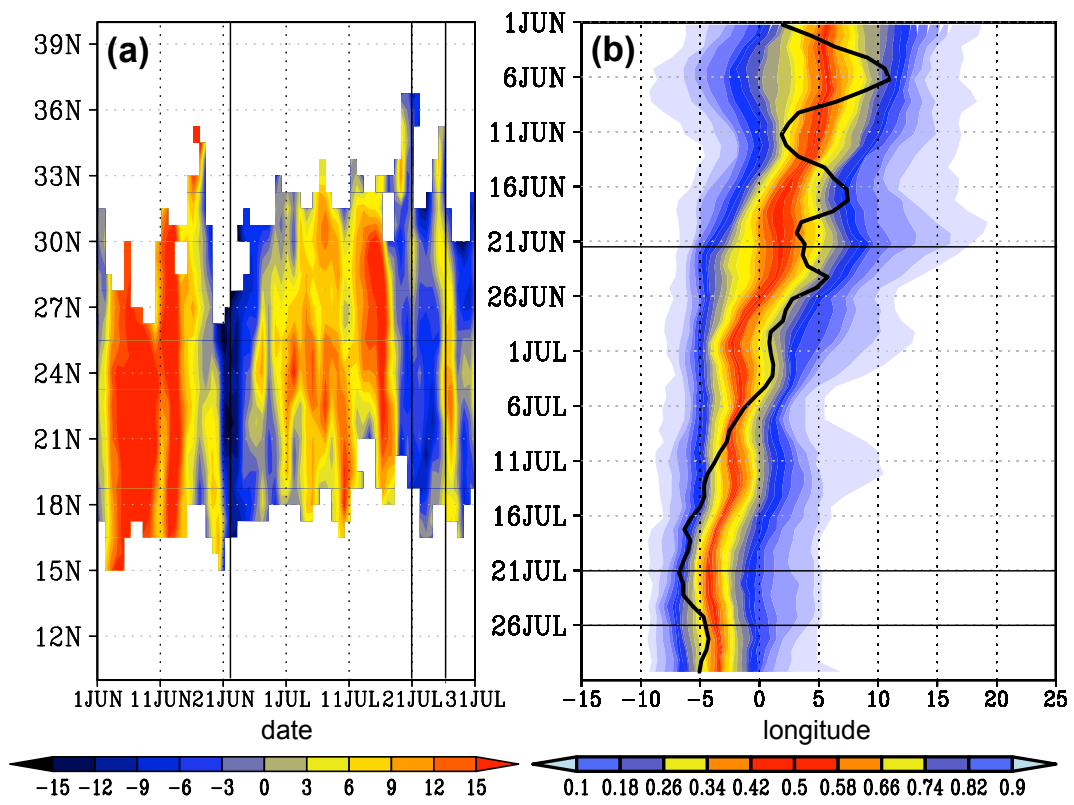 (a)
39N
36N
33N
30N
27N
24N
21N
18N
15N
12N
1JUN 11JUN2 21JUN 1JUL 11JUL2 21JUL 31JUL
date
-15 -12 -9 -6 -3 0 3 6 9 12 15
(b)
1JUN
6JUN
11JUN
16JUN
21JUN
26JUN
1JUL
6JUL
11JUL
16JUL
21JUL
26JUL
-15 -10 -5 0 5 10 15 20 25
longitude
0.1 0.18 0.26 0.34 0.42 0.5 0.58 0.66 0.74 0.82 0.9